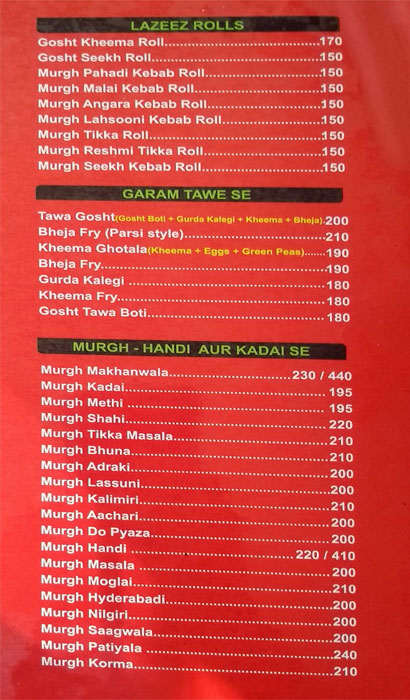 LAZEEZ ROLLS
Gosht Kheema Roll..............................170
Gosht Seekh Roll..............................150
Murgh Pahadi Kebab Roll..............................150
Murgh Malai Kebab Roll..............................150
Murgh Angara Kebab Roll..............................150
Murgh Lahsooni Kebab Roll..............................150
Murgh Tikka Roll..............................150
Murgh Reshmi Tikka Roll..............................150
Murgh Seekh Kebab Roll..............................150
GARAM TAWE SE
Tawa Gosht(Gosht Boti + Gurda Kalegi + Kheema + Bheja).200
Bheja Fry (Parsi style)..............................210
Kheema Ghotala(Kheema + Eggs + Green Peas).......190
Bheja Fry..............................190
Gurda Kalegi ..............................180
Kheema Fry..............................180
Gosht Tawa Boti..............................180
MURGH - HANDI AUR KADAI SE
Murgh Makhanwala..............................230 / 440
Murgh Kadai.............................. 195
Murgh Methi .............................. 195
Murgh Shahi .............................. 220
Murgh Tikka Masala..............................210
Murgh Bhuna..............................210
Murgh Adraki..............................200
Murgh Lassuni..............................200
Murgh Kalimiri..............................210
Murgh Aachari..............................200
Murgh Do Pyaza..............................200
Murgh Handi ..............................220 / 410
Murgh Masala .............................. 200
Murgh Moglai..............................210
Murgh Hyderabadi..............................200
Murgh Nilgiri..............................200
Murgh Saagwala..............................200
Murgh Patiyala ..............................240
Murgh Korma..............................210